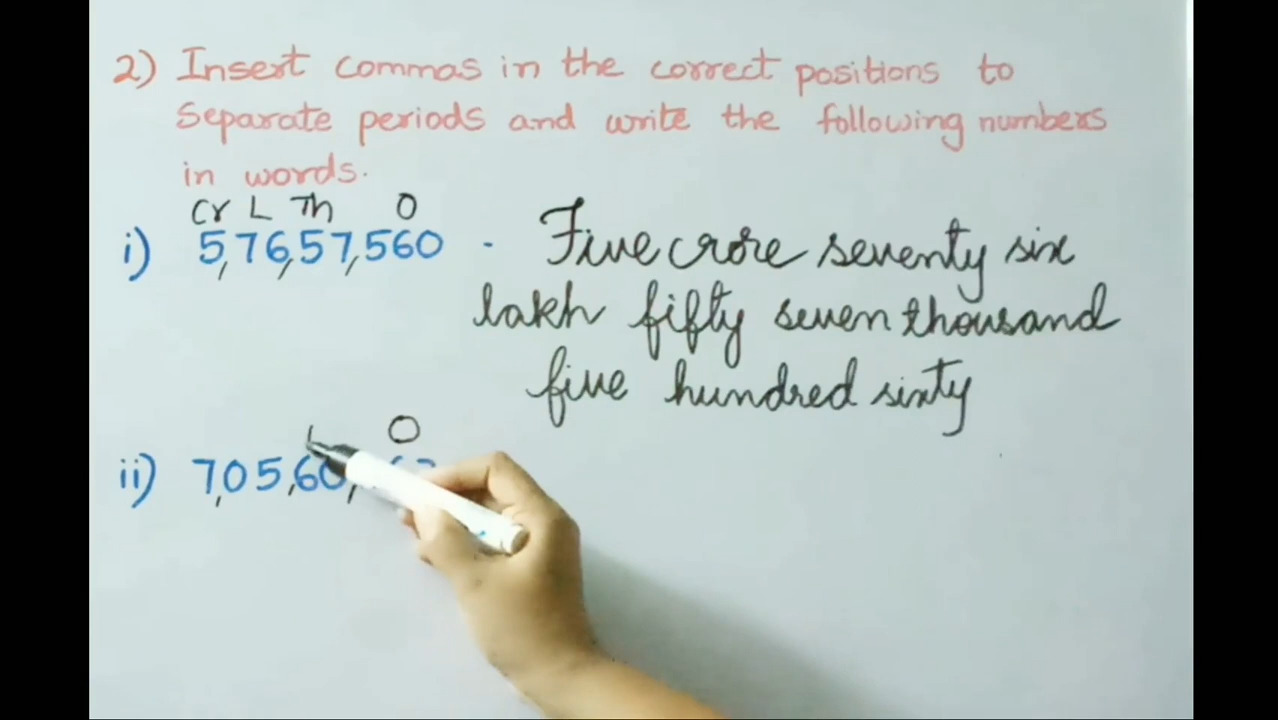 2) Insert commas in the correct positions to
Separate periods and write the following numbers
in words.
Cr L Th O
i) 5,76,57,560 - Five crore seventy six
lakh fifty seven thousand
five hundred sixty
O
ii) 7,05,60,